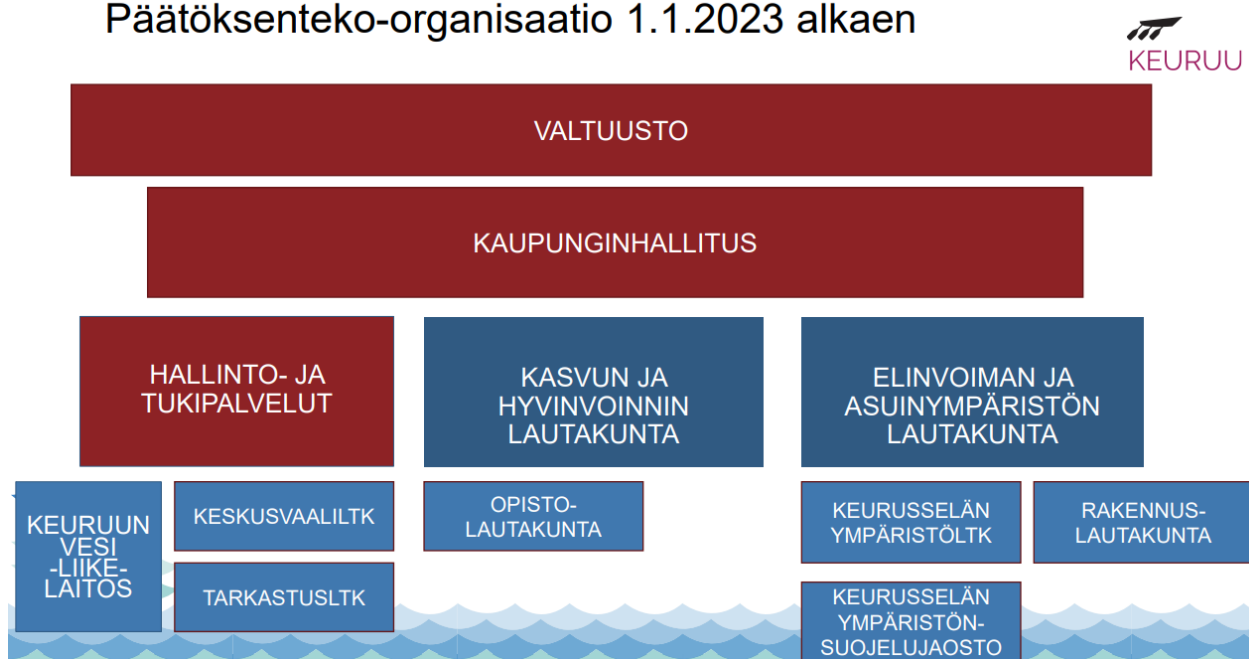 Päätöksenteko-organisaatio 1.1.2023 alkaen
KEURUU
VALTUUSTO
KAUPUNGINHALLITUS
HALLINTO- JA
TUKIPALVELUT
KASVUN JA
HYVINVOINNIN
LAUTAKUNTA
ELINVOIMAN JA
ASUINYMPÄRISTÖN
LAUTAKUNTA
KEURUUN
VESI
-LIIKE-
LAITOS
KESKUSVAALILTK
TARKASTUSLTK
OPISTO-
LAUTAKUNTA
KEURUSSELÄN
YMPÄRISTÖLTK
RAKENNUS-
LAUTAKUNTA
KEURUSSELÄN
YMPÄRISTÖN-
SUOJELUJAOSTO